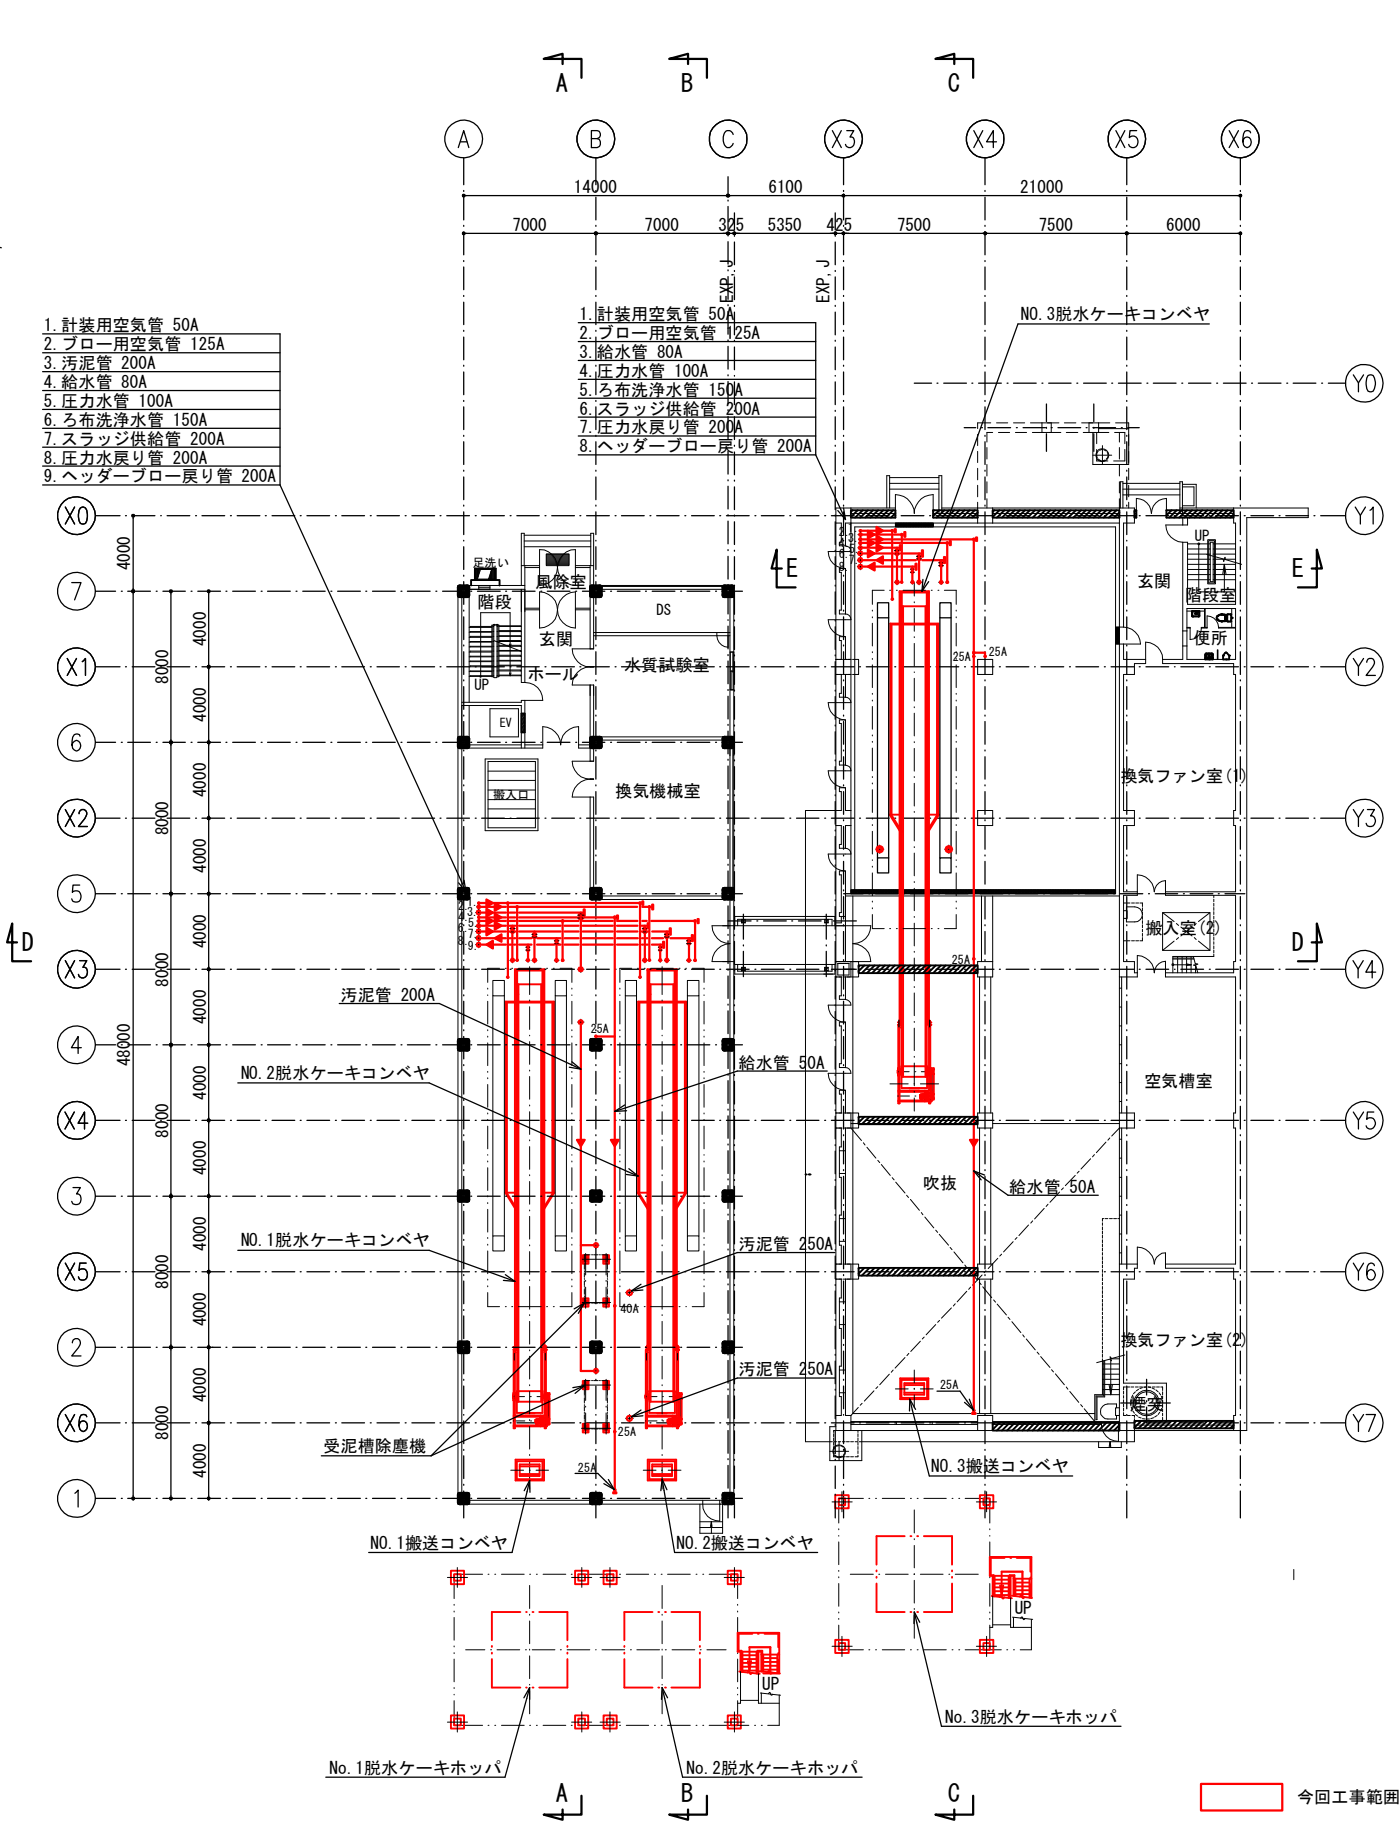 A
B
C
A
B
C
X3
X4
X5
X6
14000
6100
21000
7000
7000
325
5350
425
7500
7500
6000
EXP,J
EXP,J
1.計装用空気管 50A
2.ブロー用空気管 125A
3.汚泥管 200A
4.給水管 80A
5.圧力水管 100A
6.ろ布洗浄水管 150A
7.スラッジ供給管 200A
8.圧力水戻り管 200A
9.ヘッダーブロー戻り管 200A
1.計装用空気管 50A
2.ブロー用空気管 125A
3.給水管 80A
4.圧力水管 100A
5.ろ布洗浄水管 150A
6.スラッジ供給管 200A
7.圧力水戻り管 200A
8.ヘッダーブロー戻り管 200A
NO.3脱水ケーキコンベヤ
Y0
X0
Y1
4000
UP
足洗い
風除室
E
E
玄関
階段室
7
階段
DS
4000
玄関
便所
X1
8000
水質試験室
25A
25A
Y2
ホール
UP
4000
EV
6
4000
換気ファン室(1)
搬入口
換気機械室
X2
8000
Y3
4000
5
4000
搬入室(2)
D
D
X3
8000
25A
Y4
汚泥管 200A
4000
48000
25A
4
NO.2脱水ケーキコンベヤ
給水管 50A
4000
空気槽室
X4
8000
Y5
4000
吹抜
給水管 50A
3
4000
NO.1脱水ケーキコンベヤ
汚泥管 250A
X5
8000
Y6
4000
40A
2
換気ファン室(2)
汚泥管 250A
4000
25A
煙突
X6
8000
Y7
25A
受泥槽除塵機
4000
25A
NO.3搬送コンベヤ
1
NO.1搬送コンベヤ
NO.2搬送コンベヤ
UP
UP
No.3脱水ケーキホッパ
No.1脱水ケーキホッパ
No.2脱水ケーキホッパ
A
B
C
今回工事範囲